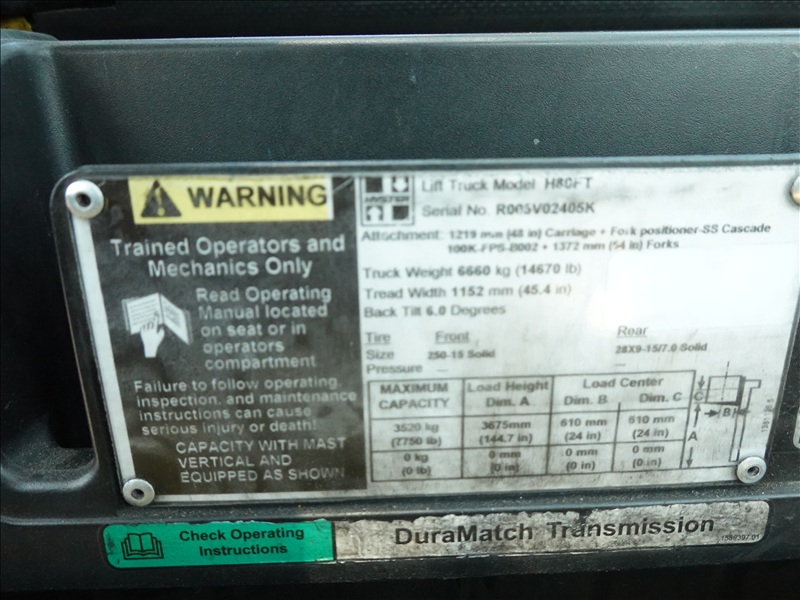 WARNING
Trained Operators and
Mechanics Only
Read Operating
Manual located
on seat or in
operators
compartment
Failure to follow operating,
inspection, and maintenance
instructions can cause
serious injury or death!
CAPACITY WITH MAST
VERTICAL AND
EQUIPPED AS SHOWN
HYSTER
Lift Truck Model H80FT
Serial No. R005V02405K
Attachment 1219 mm (48 in) Carriage + Fork positioner-SS Cascade
100K-FPS-B002 + 1372 mm (54 in) Forks
Truck Weight 6660 kg (14670 lb)
Tread Width 1152 mm (45.4 in)
Back Tilt 6.0 Degrees
Tire Front Rear
Size 250-15 Solid 28X9-15/7.0 Solid
Pressure — —
MAXIMUM CAPACITY Load Height Dim. A Load Center Dim. B Dim. C
3520 kg 3675mm 610 mm 610 mm
(7750 lb) (144.7 in) (24 in) (24 in)
0 kg 0 mm 0 mm 0 mm
(0 lb) (0 in) (0 in) (0 in)
C
B
A
Check Operating
Instructions
DuraMatch Transmission